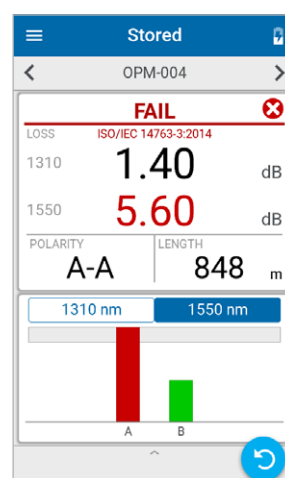 Stored
OPM-004
FAIL
LOSS ISO/IEC 14763-3:2014
1310 1.40 dB
1550 5.60 dB
POLARITY LENGTH
A-A 848 m
1310 nm 1550 nm
A B